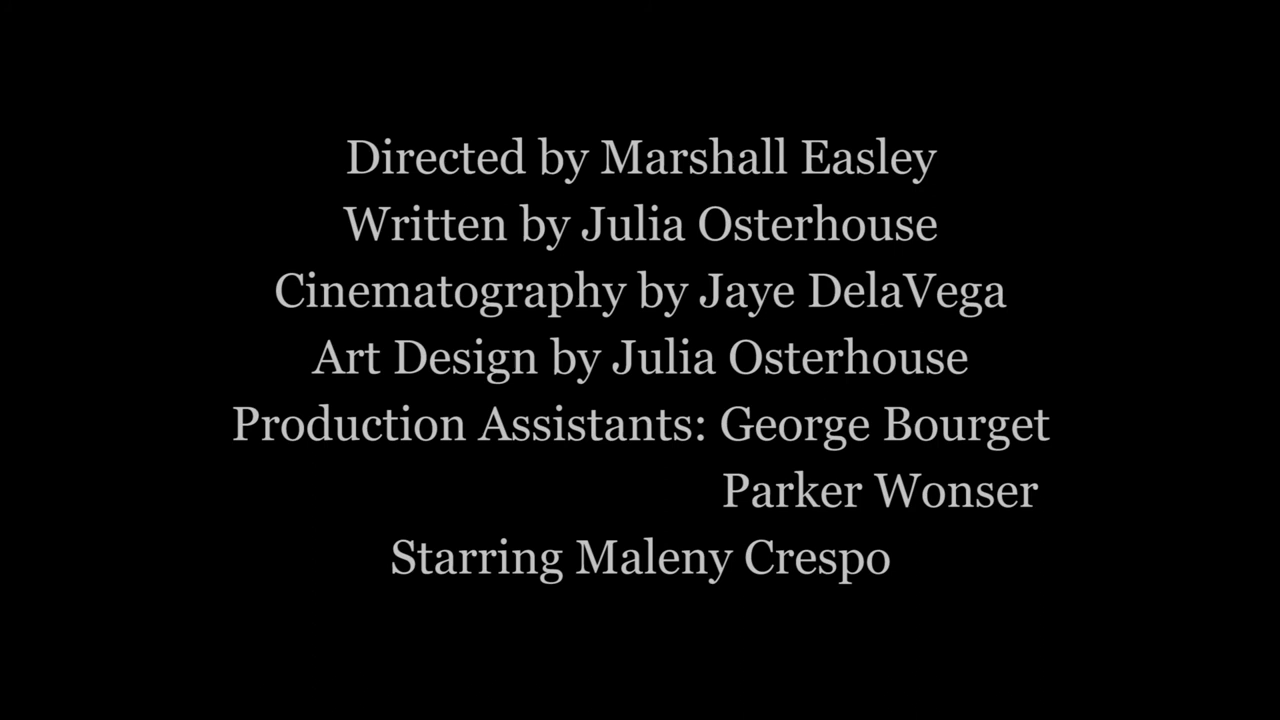 Directed by Marshall Easley
Written by Julia Osterhouse
Cinematography by Jaye DelaVega
Art Design by Julia Osterhouse
Production Assistants: George Bourget
Parker Wonser
Starring Maleny Crespo